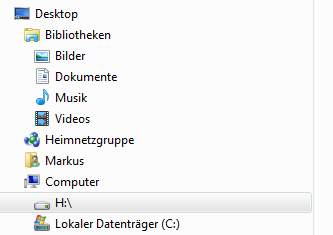 Desktop
Bibliotheken
Bilder
Dokumente
Musik
Videos
Heimnetzgruppe
Markus
Computer
H:\
Lokaler Datenträger (C:)